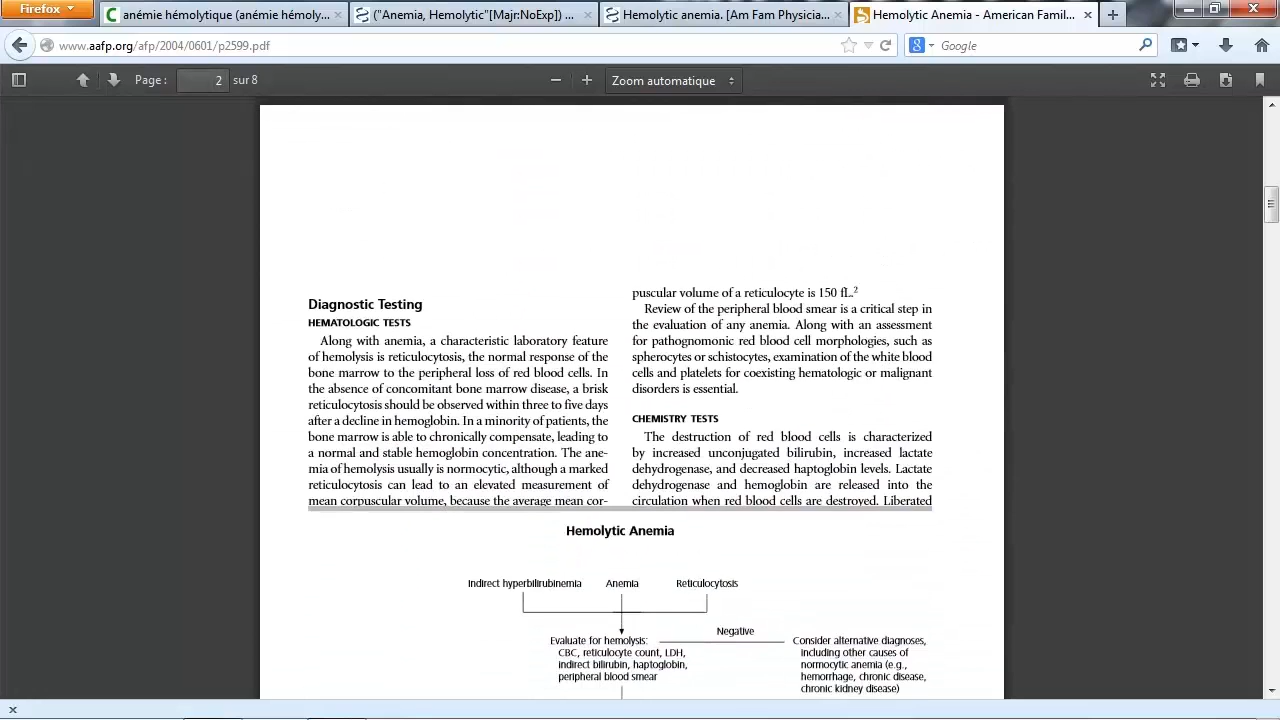 Firefox
anémie hémolytique (anémie hémoly...
("Anemia, Hemolytic"[Majr:NoExp]) ...
Hemolytic anemia. [Am Fam Physicia...
Hemolytic Anemia - American Famil...
www.aafp.org/afp/2004/0601/p2599.pdf
Google
Page :
2
sur 8
Zoom automatique
Diagnostic Testing
HEMATOLOGIC TESTS
Along with anemia, a characteristic laboratory feature
of hemolysis is reticulocytosis, the normal response of the
bone marrow to the peripheral loss of red blood cells. In
the absence of concomitant bone marrow disease, a brisk
reticulocytosis should be observed within three to five days
after a decline in hemoglobin. In a minority of patients, the
bone marrow is able to chronically compensate, leading to
a normal and stable hemoglobin concentration. The ane-
mia of hemolysis usually is normocytic, although a marked
reticulocytosis can lead to an elevated measurement of
mean corpuscular volume, because the average mean cor-
puscular volume of a reticulocyte is 150 fL.²
Review of the peripheral blood smear is a critical step in
the evaluation of any anemia. Along with an assessment
for pathognomonic red blood cell morphologies, such as
spherocytes or schistocytes, examination of the white blood
cells and platelets for coexisting hematologic or malignant
disorders is essential.
CHEMISTRY TESTS
The destruction of red blood cells is characterized
by increased unconjugated bilirubin, increased lactate
dehydrogenase, and decreased haptoglobin levels. Lactate
dehydrogenase and hemoglobin are released into the
circulation when red blood cells are destroyed. Liberated
Hemolytic Anemia
Indirect hyperbilirubinemia
Anemia
Reticulocytosis
Negative
Evaluate for hemolysis:
CBC, reticulocyte count, LDH,
indirect bilirubin, haptoglobin,
peripheral blood smear
Consider alternative diagnoses,
including other causes of
normocytic anemia (e.g.,
hemorrhage, chronic disease,
chronic kidney disease)